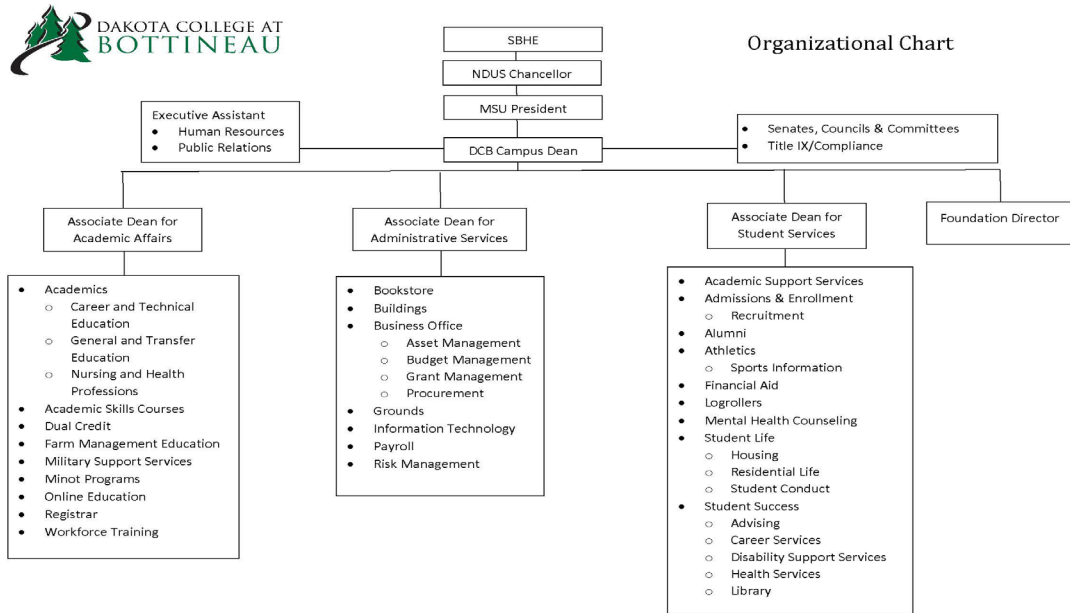 DAKOTA COLLEGE AT
BOTTINEAU
Organizational Chart
SBHE
NDUS Chancellor
MSU President
DCB Campus Dean
Executive Assistant
• Human Resources
• Public Relations
• Senates, Councils & Committees
• Title IX/Compliance
Associate Dean for
Academic Affairs
Associate Dean for
Administrative Services
Associate Dean for
Student Services
Foundation Director
• Academics
○ Career and Technical
Education
○ General and Transfer
Education
○ Nursing and Health
Professions
• Academic Skills Courses
• Dual Credit
• Farm Management Education
• Military Support Services
• Minot Programs
• Online Education
• Registrar
• Workforce Training
• Bookstore
• Buildings
• Business Office
○ Asset Management
○ Budget Management
○ Grant Management
○ Procurement
• Grounds
• Information Technology
• Payroll
• Risk Management
• Academic Support Services
• Admissions & Enrollment
○ Recruitment
• Alumni
• Athletics
○ Sports Information
• Financial Aid
• Logrollers
• Mental Health Counseling
• Student Life
○ Housing
○ Residential Life
○ Student Conduct
• Student Success
○ Advising
○ Career Services
○ Disability Support Services
○ Health Services
○ Library